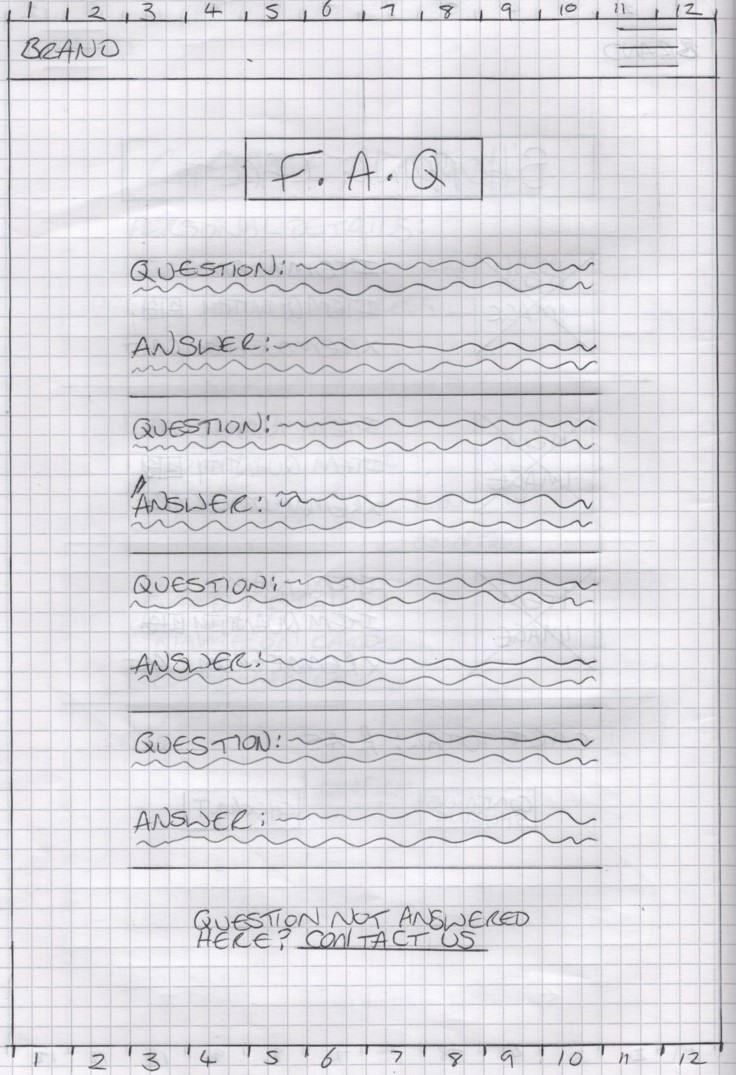 1 2 3 4 5 6 7 8 9 10 11 12
BRAND
F.A.Q
QUESTION:
ANSWER:
QUESTION:
ANSWER:
QUESTION:
ANSWER:
QUESTION:
ANSWER:
QUESTION NOT ANSWERED
HERE? CONTACT US
1 2 3 4 5 6 7 8 9 10 11 12